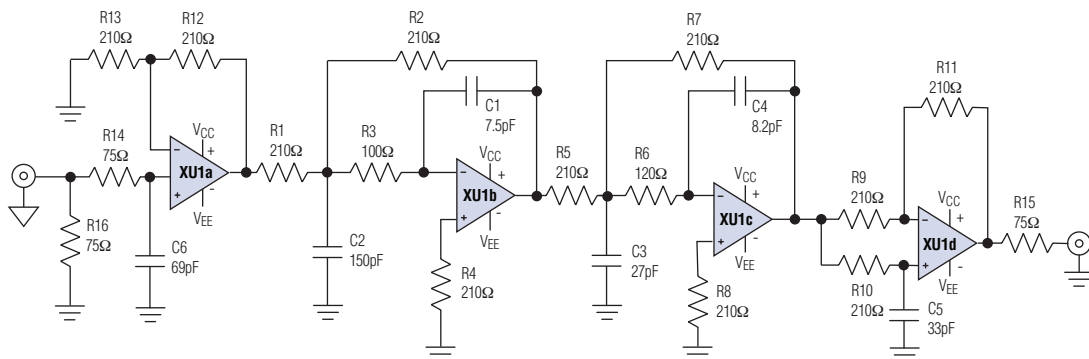 R13
210Ω
R12
210Ω
R2
210Ω
R7
210Ω
R11
210Ω
C1
7.5pF
C4
8.2pF
R14
75Ω
VCC
+
−
XU1a
+
-
VEE
R1
210Ω
R3
100Ω
VCC
+
−
XU1b
+
-
VEE
R5
210Ω
R6
120Ω
VCC
+
−
XU1c
+
-
VEE
R9
210Ω
VCC
+
−
XU1d
+
-
VEE
R15
75Ω
R16
75Ω
C6
69pF
C2
150pF
R4
210Ω
C3
27pF
R8
210Ω
R10
210Ω
C5
33pF